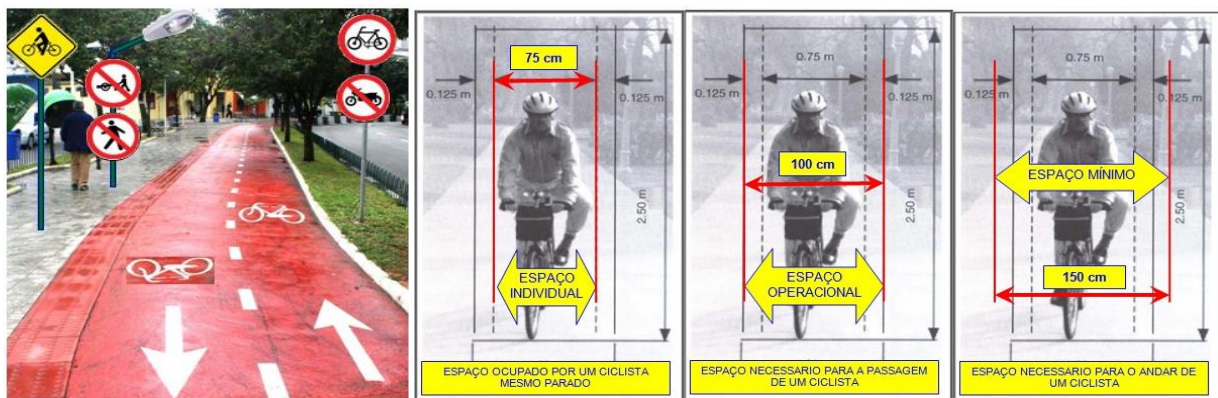 75 cm
0.125 m
0.125 m
2.50 m
ESPAÇO
INDIVIDUAL
ESPAÇO OCUPADO POR UM CICLISTA
MESMO PARADO
0.75 m
0.125 m
0.125 m
100 cm
2.50 m
ESPAÇO
OPERACIONAL
ESPAÇO NECESSARIO PARA A PASSAGEM
DE UM CICLISTA
0.75 m
0.125 m
0.125 m
ESPAÇO MÍNIMO
2.50 m
150 cm
ESPAÇO NECESSARIO PARA O ANDAR DE
UM CICLISTA